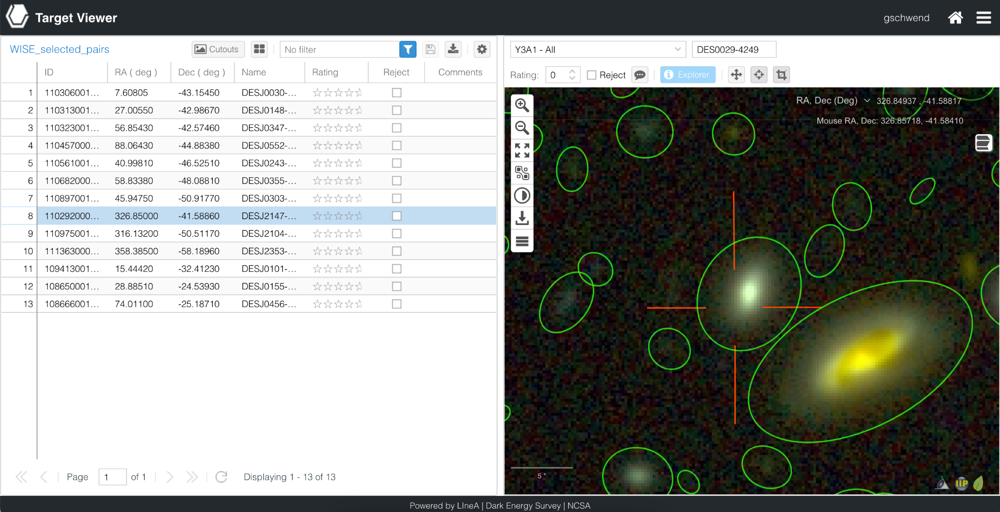 Target Viewer
gschwend
WISE_selected_pairs
Cutouts
No filter
Y3A1 - All
DES0029-4249
Rating: 0 Reject
Explorer
ID RA ( deg ) Dec ( deg ) Name Rating Reject Comments
1 110306001... 7.60805 -43.15450 DESJ0030-...
2 110313001... 27.00550 -42.98670 DESJ0148-...
3 110323001... 56.85430 -42.57460 DESJ0347-...
4 110457000... 88.06430 -44.88380 DESJ0552-...
5 110561001... 40.99810 -46.52510 DESJ0243-...
6 110682000... 58.83380 -48.08810 DESJ0355-...
7 110897001... 45.94750 -50.91770 DESJ0303-...
8 110292000... 326.85000 -41.58860 DESJ2147-...
9 110975001... 316.13200 -50.51170 DESJ2104-...
10 111363000... 358.38500 -58.18960 DESJ2353-...
11 109413001... 15.44420 -32.41230 DESJ0101-...
12 108650001... 28.88510 -24.53930 DESJ0155-...
13 108666001... 74.01100 -25.18710 DESJ0456-...
Page 1 of 1
Displaying 1 - 13 of 13
RA, Dec (Deg) 326.84937 , -41.58817
Mouse RA, Dec: 326.85718, -41.58410
5 "
IIP
Powered by LIneA | Dark Energy Survey | NCSA